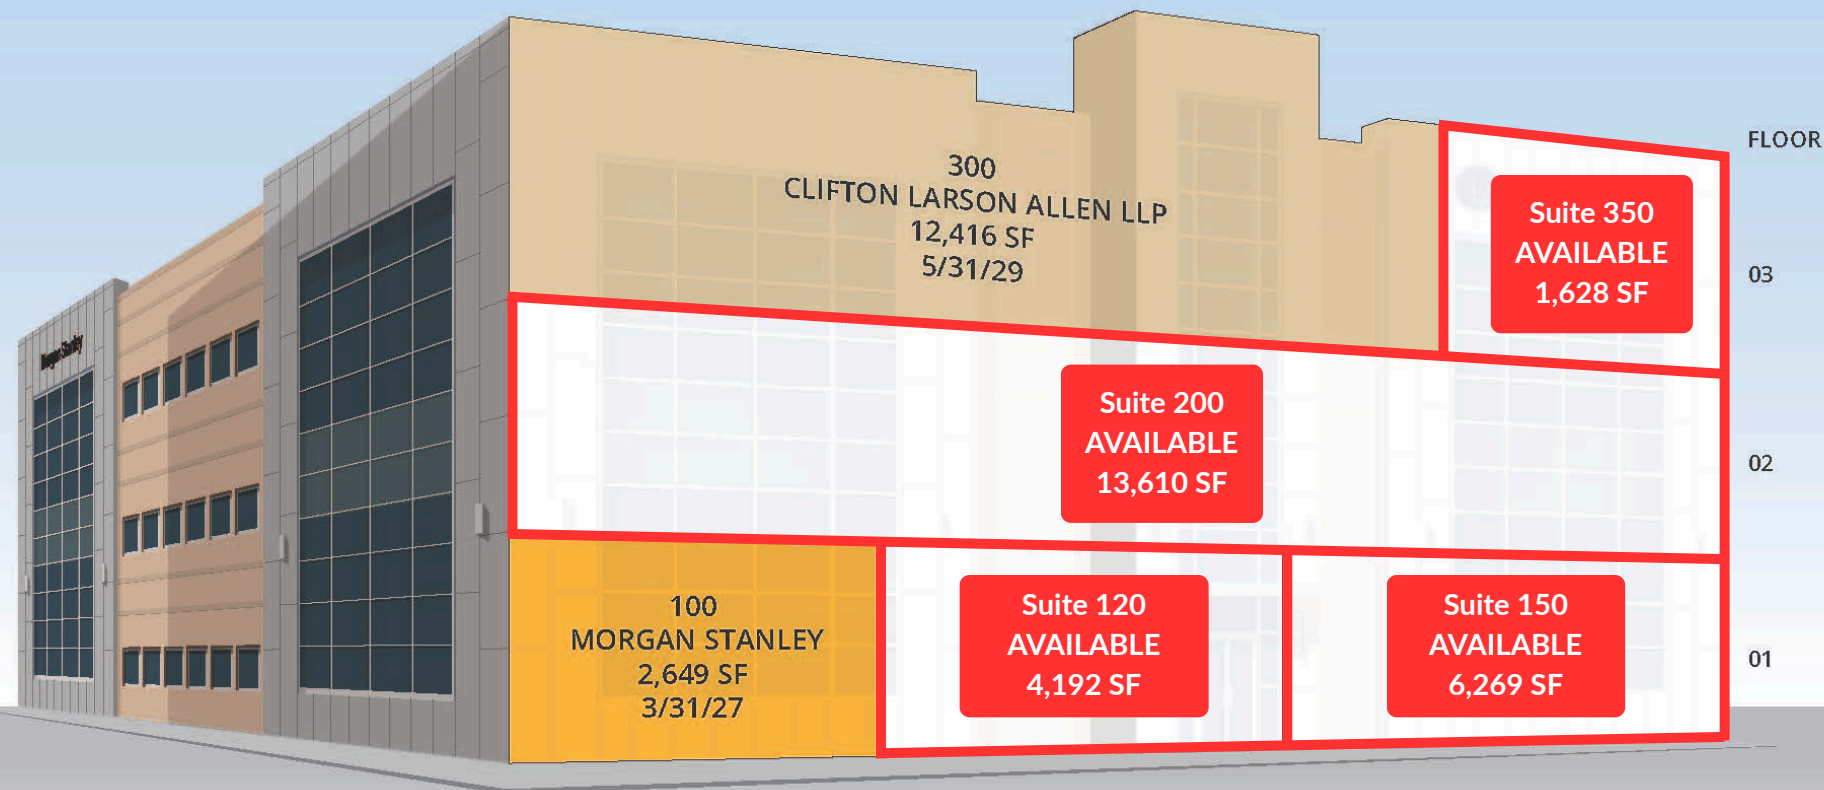 FLOOR
300
CLIFTON LARSON ALLEN LLP
12,416 SF
5/31/29
Suite 350
AVAILABLE
1,628 SF
03
Morgan Stanley
Suite 200
AVAILABLE
13,610 SF
02
100
MORGAN STANLEY
2,649 SF
3/31/27
Suite 120
AVAILABLE
4,192 SF
Suite 150
AVAILABLE
6,269 SF
01